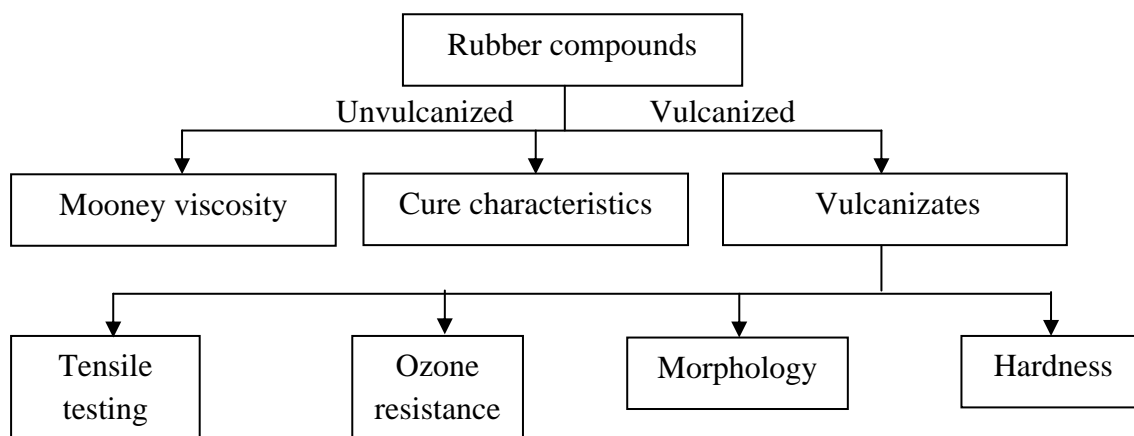 Rubber compounds
Unvulcanized
Vulcanized
Mooney viscosity
Cure characteristics
Vulcanizates
Tensile
testing
Ozone
resistance
Morphology
Hardness